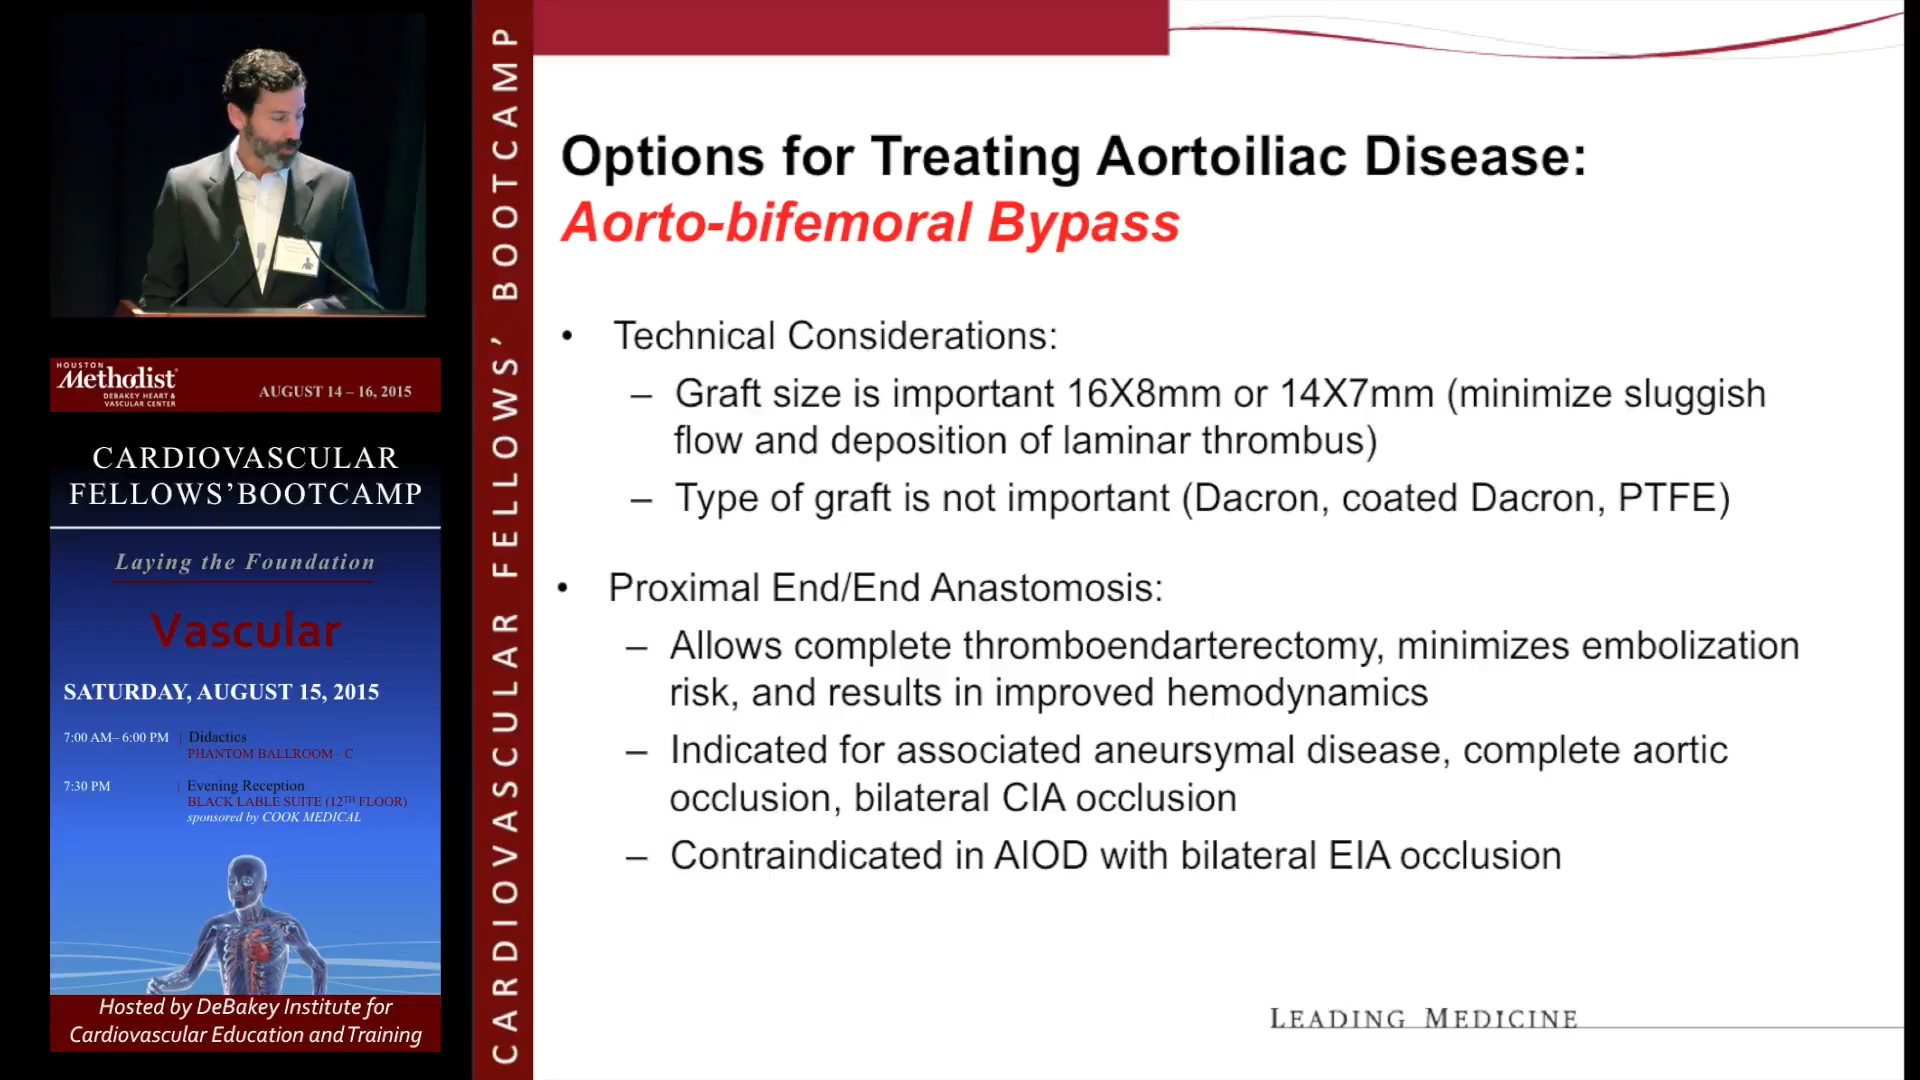 HOUSTON
Methodist
DEBAKEY HEART &
VASCULAR CENTER
AUGUST 14 – 16, 2015
CARDIOVASCULAR
FELLOWS’BOOTCAMP
Laying the Foundation
Vascular
SATURDAY, AUGUST 15, 2015
7:00 AM– 6:00 PM | Didactics
PHANTOM BALLROOM - C
7:30 PM | Evening Reception
BLACK LABLE SUITE (12TH FLOOR)
sponsored by COOK MEDICAL
Hosted by DeBakey Institute for
Cardiovascular Education and Training
CARDIOVASCULAR FELLOWS’ BOOTCAMP
Options for Treating Aortoiliac Disease:
Aorto-bifemoral Bypass
• Technical Considerations:
– Graft size is important 16X8mm or 14X7mm (minimize sluggish
flow and deposition of laminar thrombus)
– Type of graft is not important (Dacron, coated Dacron, PTFE)
• Proximal End/End Anastomosis:
– Allows complete thromboendarterectomy, minimizes embolization
risk, and results in improved hemodynamics
– Indicated for associated aneursymal disease, complete aortic
occlusion, bilateral CIA occlusion
– Contraindicated in AIOD with bilateral EIA occlusion
LEADING MEDICINE